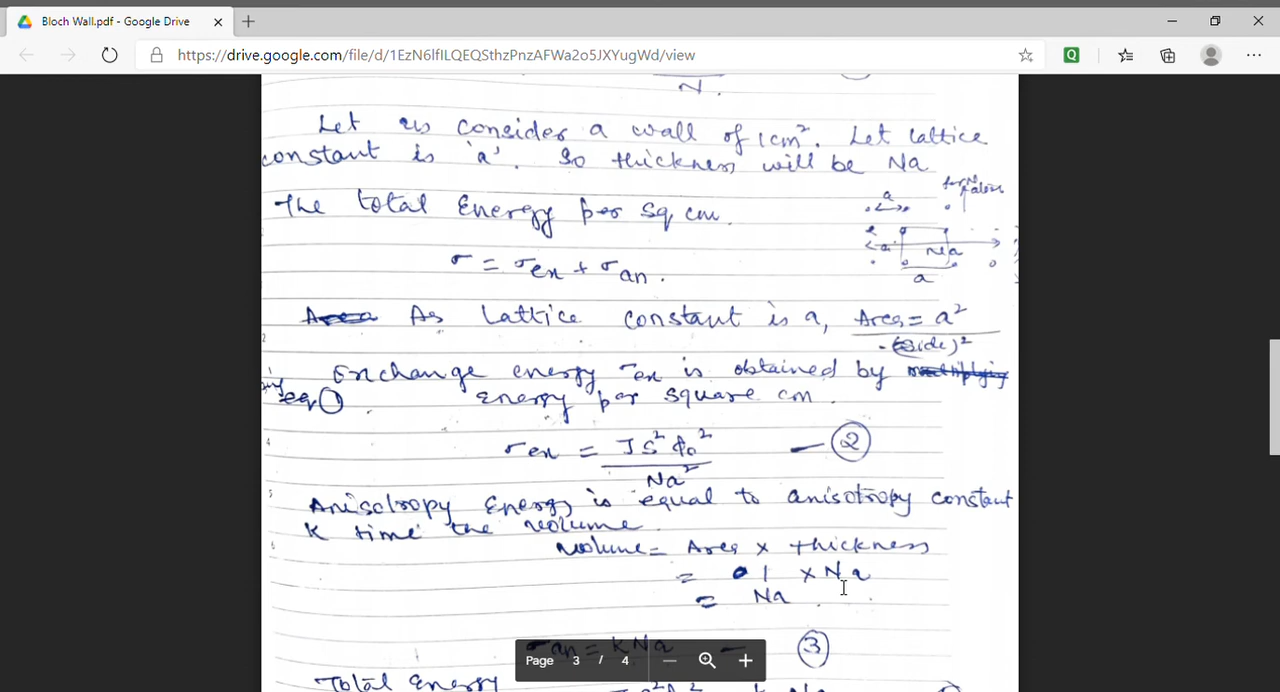 Bloch Wall.pdf - Google Drive
https://drive.google.com/file/d/1EzN6lfILQEQSthzPnzAFWa2o5JXYugWd/view
N.
Let us consider a wall of 1cm². Let lattice
constant is 'a'. So thickness will be Na
The total Energy per sq cm.
σ = σex + σan.
a
a
Na
a
As Lattice constant is a, Area = a²
(side)²
Exchange energy σex is obtained by
eq ① energy per square cm.
σex = JS²ϕ₀² / Na² — ②
Anisotropy Energy is equal to anisotropy constant
K time the volume.
Volume = Area × thickness
= 1 × Na
= Na.
σan = KNa — ③
Page 3 / 4
Total Energy